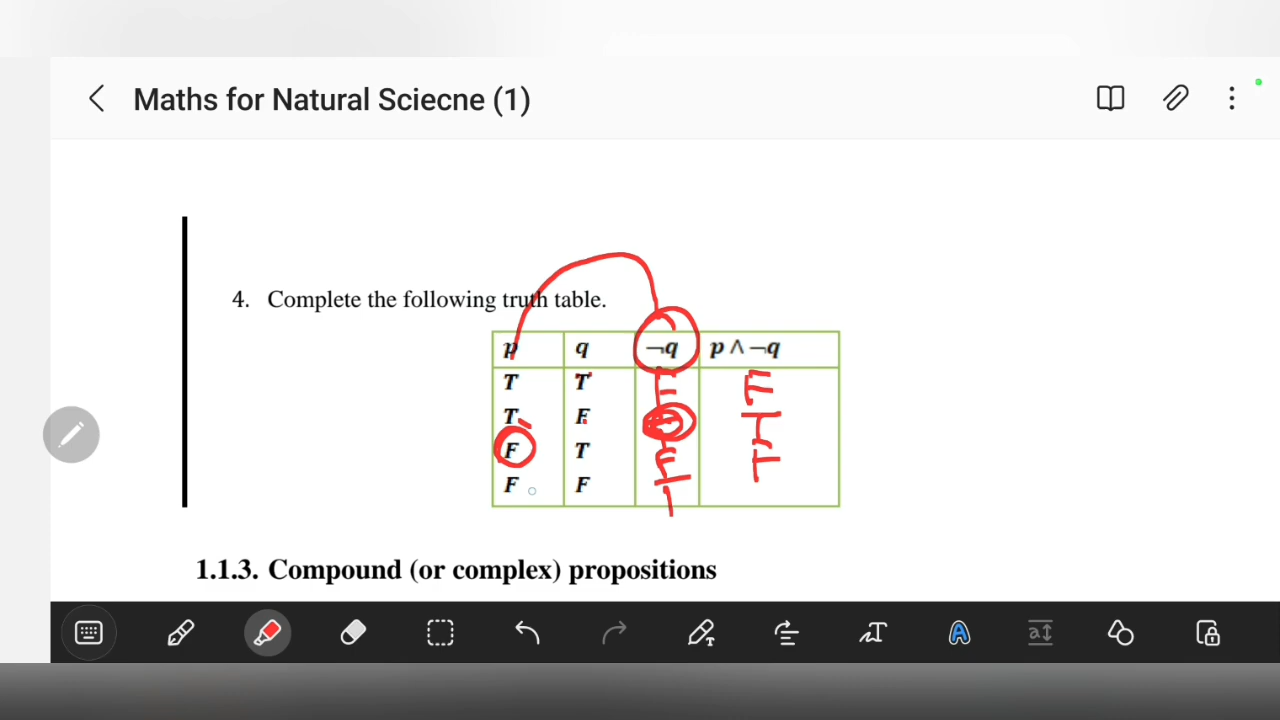 Maths for Natural Sciecne (1)
4. Complete the following truth table.
p q ¬q p ∧ ¬q
T T F F
T F T
F T F F
F F T
1.1.3. Compound (or complex) propositions